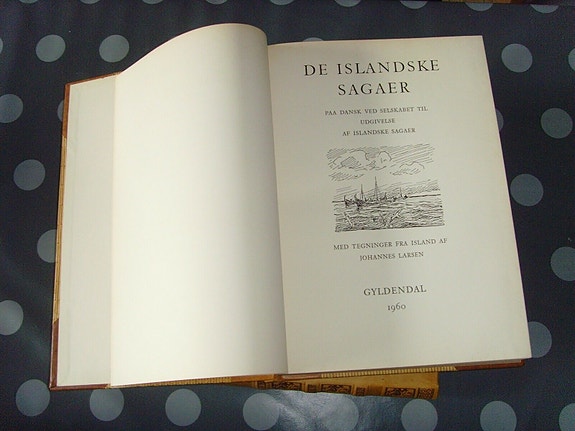 DE ISLANDSKE
SAGAER
PAA DANSK VED SELSKABET TIL
UDGIVELSE
AF ISLANDSKE SAGAER
MED TEGNINGER FRA ISLAND AF
JOHANNES LARSEN
GYLDENDAL
1960